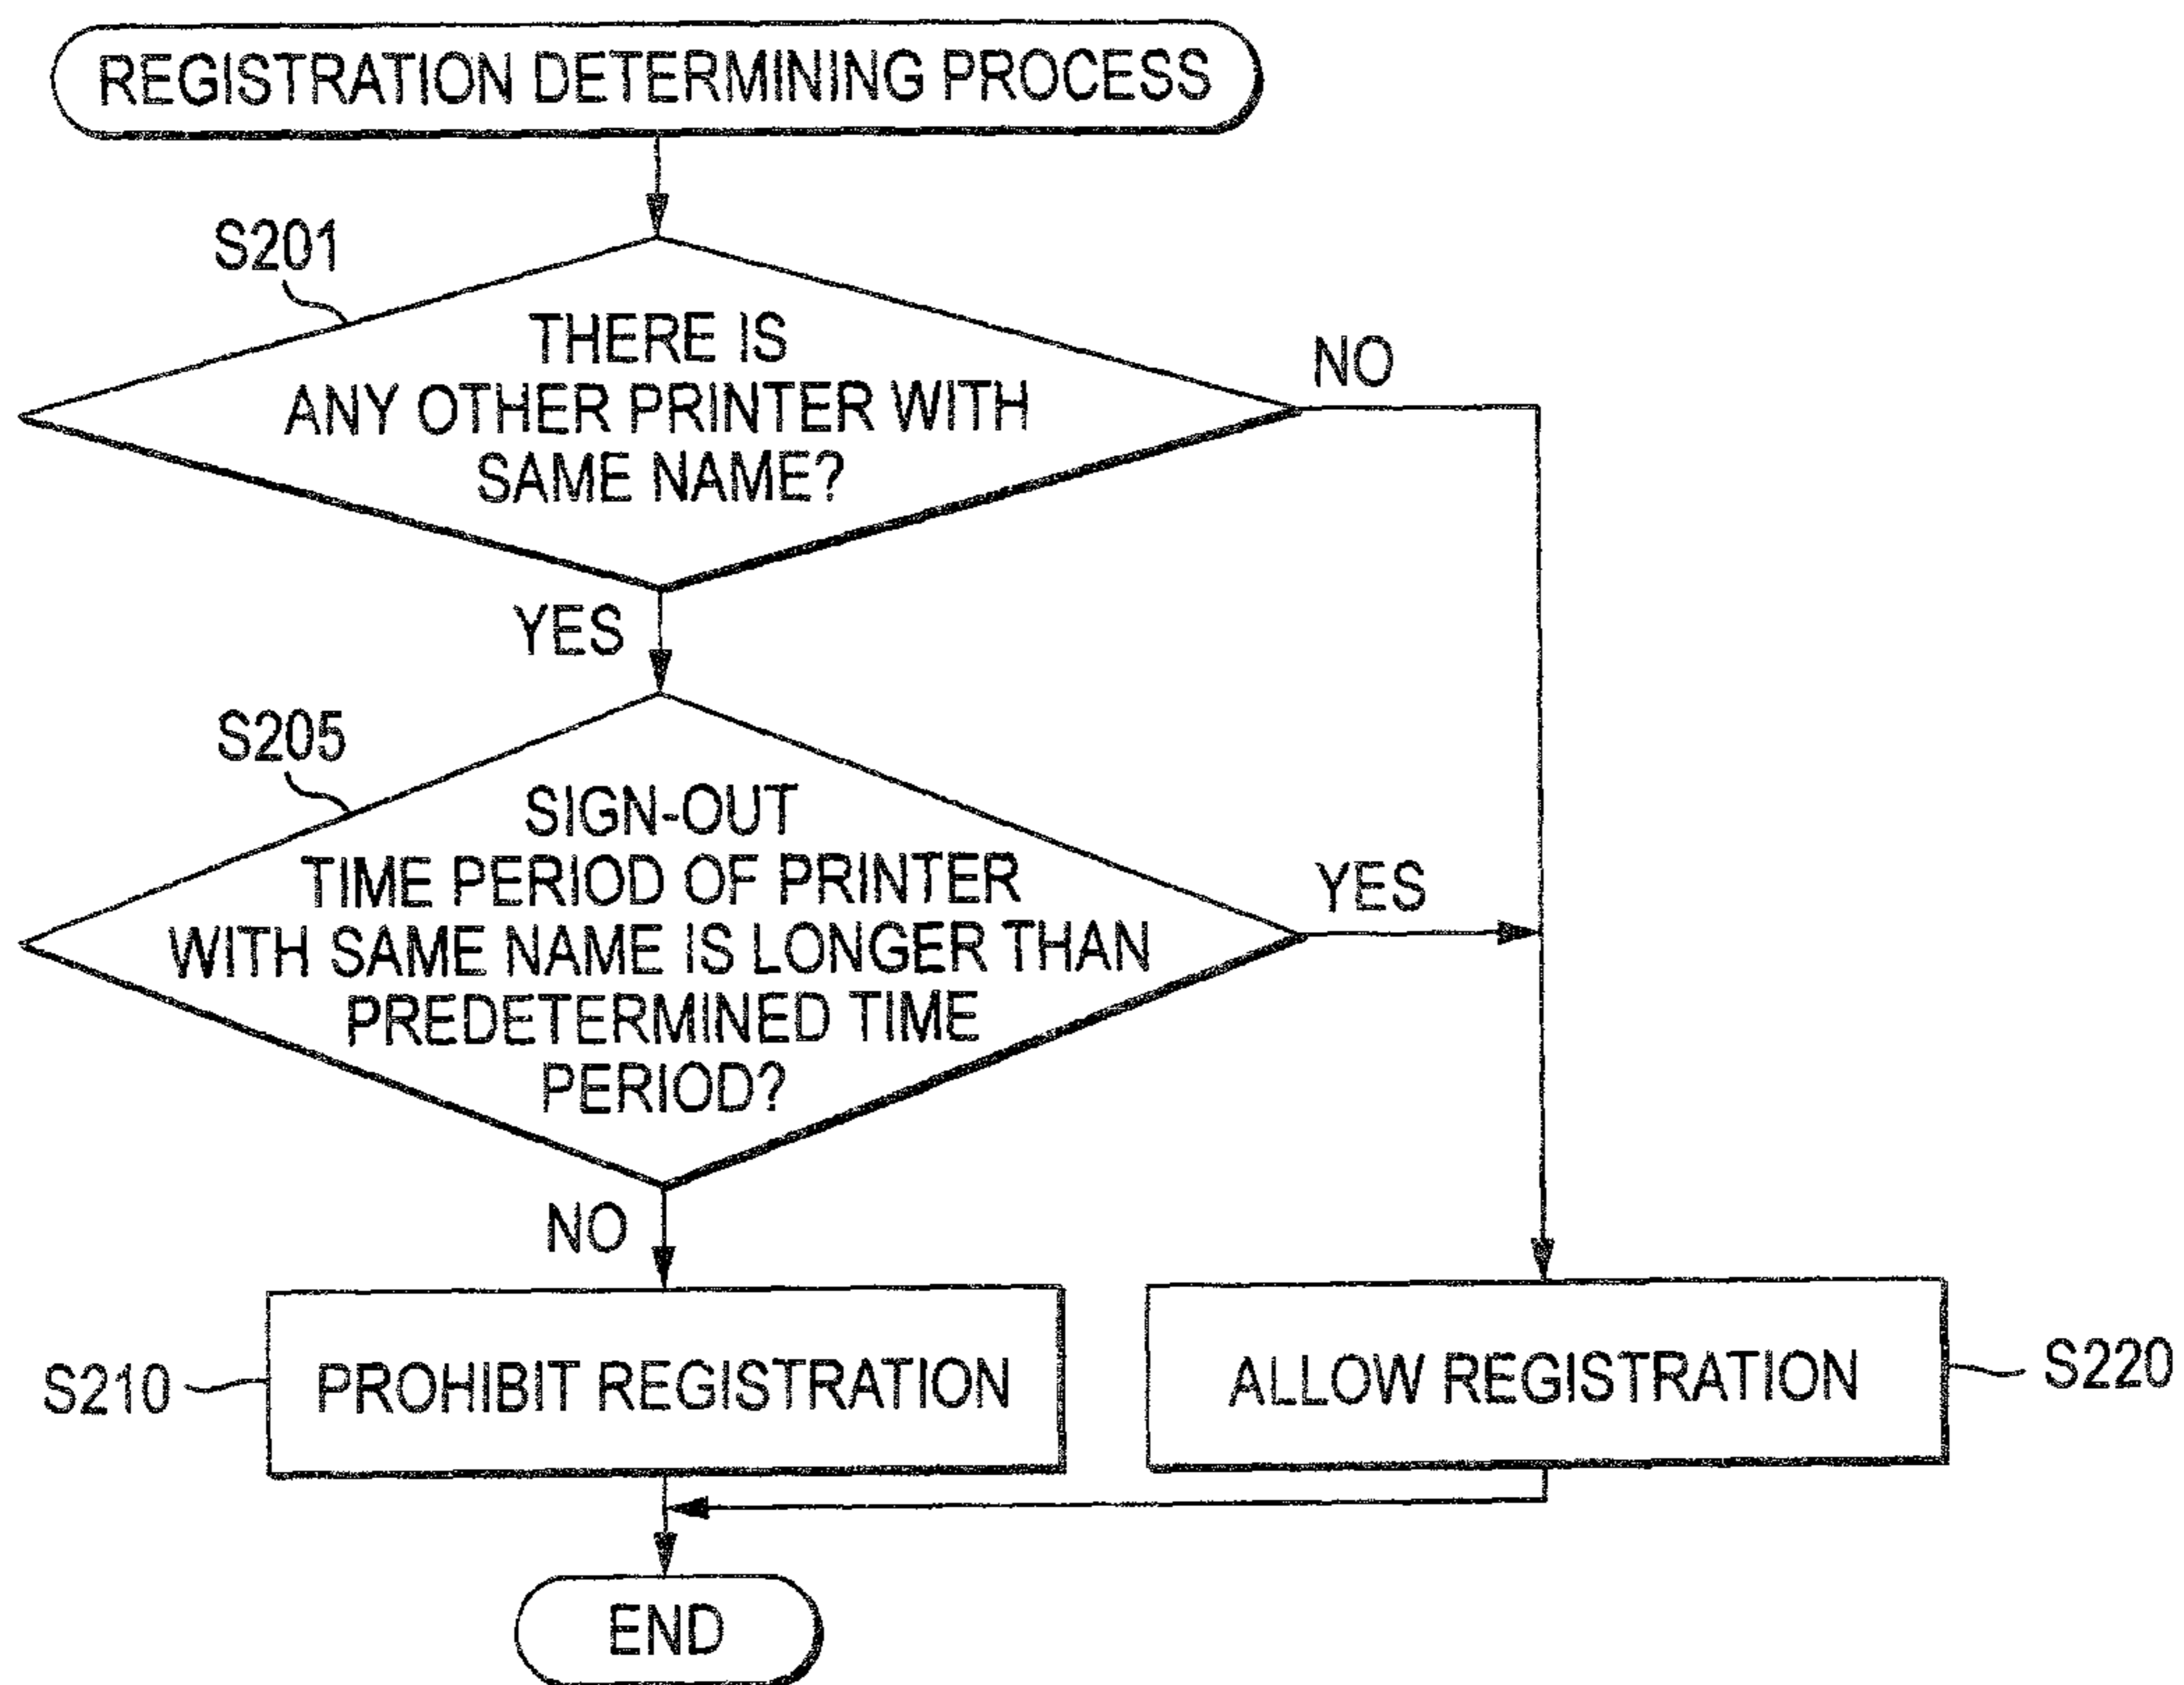 REGISTRATION DETERMINING PROCESS
S201
THERE IS
ANY OTHER PRINTER WITH
SAME NAME?
NO
YES
S205
SIGN-OUT
TIME PERIOD OF PRINTER
WITH SAME NAME IS LONGER THAN
PREDETERMINED TIME
PERIOD?
YES
NO
S210
PROHIBIT REGISTRATION
ALLOW REGISTRATION
S220
END